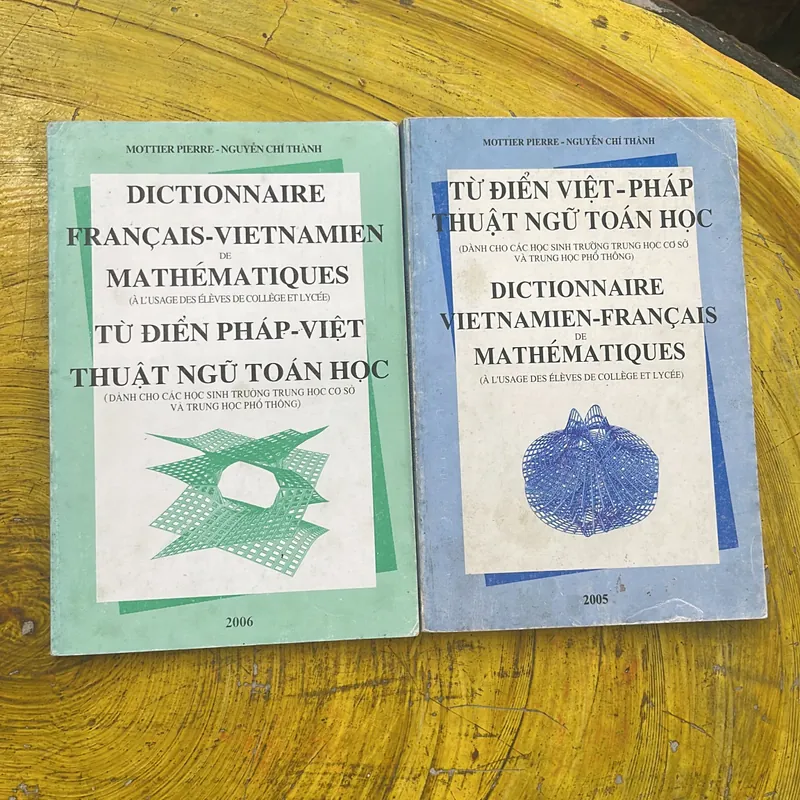 MOTTIER PIERRE - NGUYỄN CHÍ THÀNH
DICTIONNAIRE
FRANÇAIS-VIETNAMIEN
DE
MATHÉMATIQUES
(À L'USAGE DES ÉLÈVES DE COLLÈGE ET LYCÉE)
TỪ ĐIỂN PHÁP-VIỆT
THUẬT NGỮ TOÁN HỌC
(DÀNH CHO CÁC HỌC SINH TRƯỜNG TRUNG HỌC CƠ SỞ
VÀ TRUNG HỌC PHỔ THÔNG)
2006
MOTTIER PIERRE - NGUYỄN CHÍ THÀNH
TỪ ĐIỂN VIỆT-PHÁP
THUẬT NGỮ TOÁN HỌC
(DÀNH CHO CÁC HỌC SINH TRƯỜNG TRUNG HỌC CƠ SỞ
VÀ TRUNG HỌC PHỔ THÔNG)
DICTIONNAIRE
VIETNAMIEN-FRANÇAIS
DE
MATHÉMATIQUES
(À L'USAGE DES ÉLÈVES DE COLLÈGE ET LYCÉE)
2005